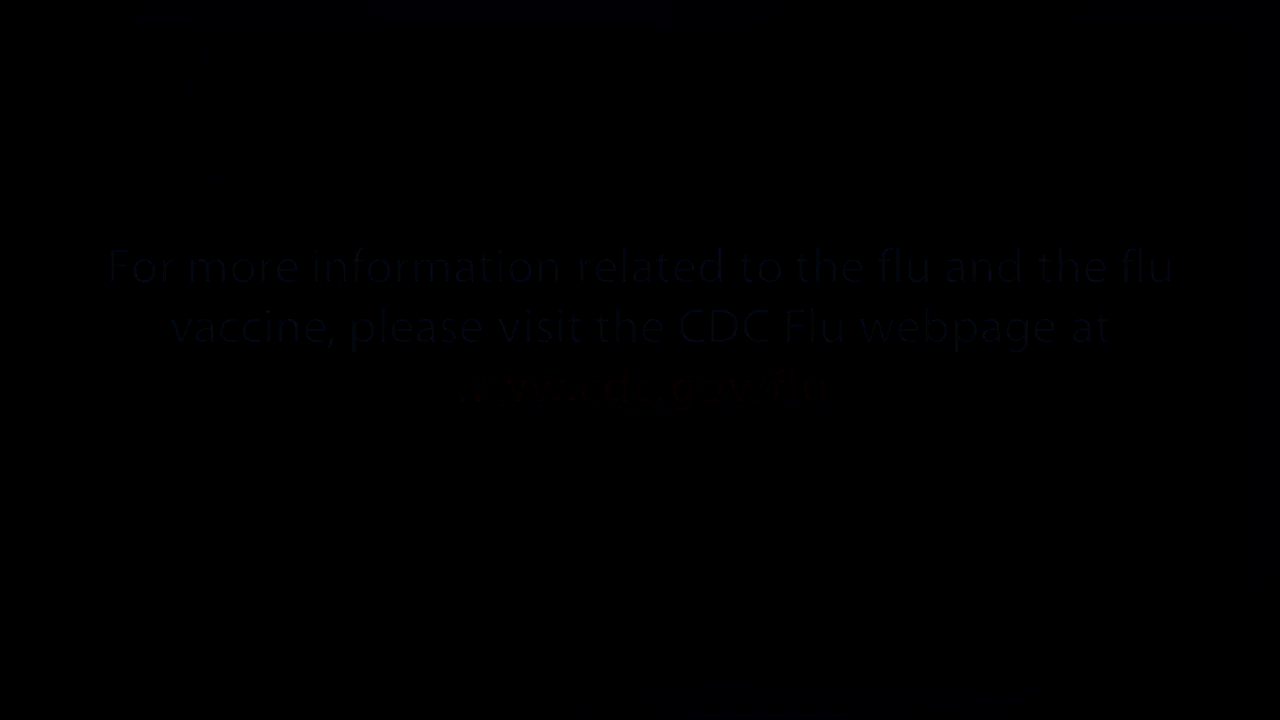 For more information related to the flu and the flu
vaccine, please visit the CDC Flu webpage at